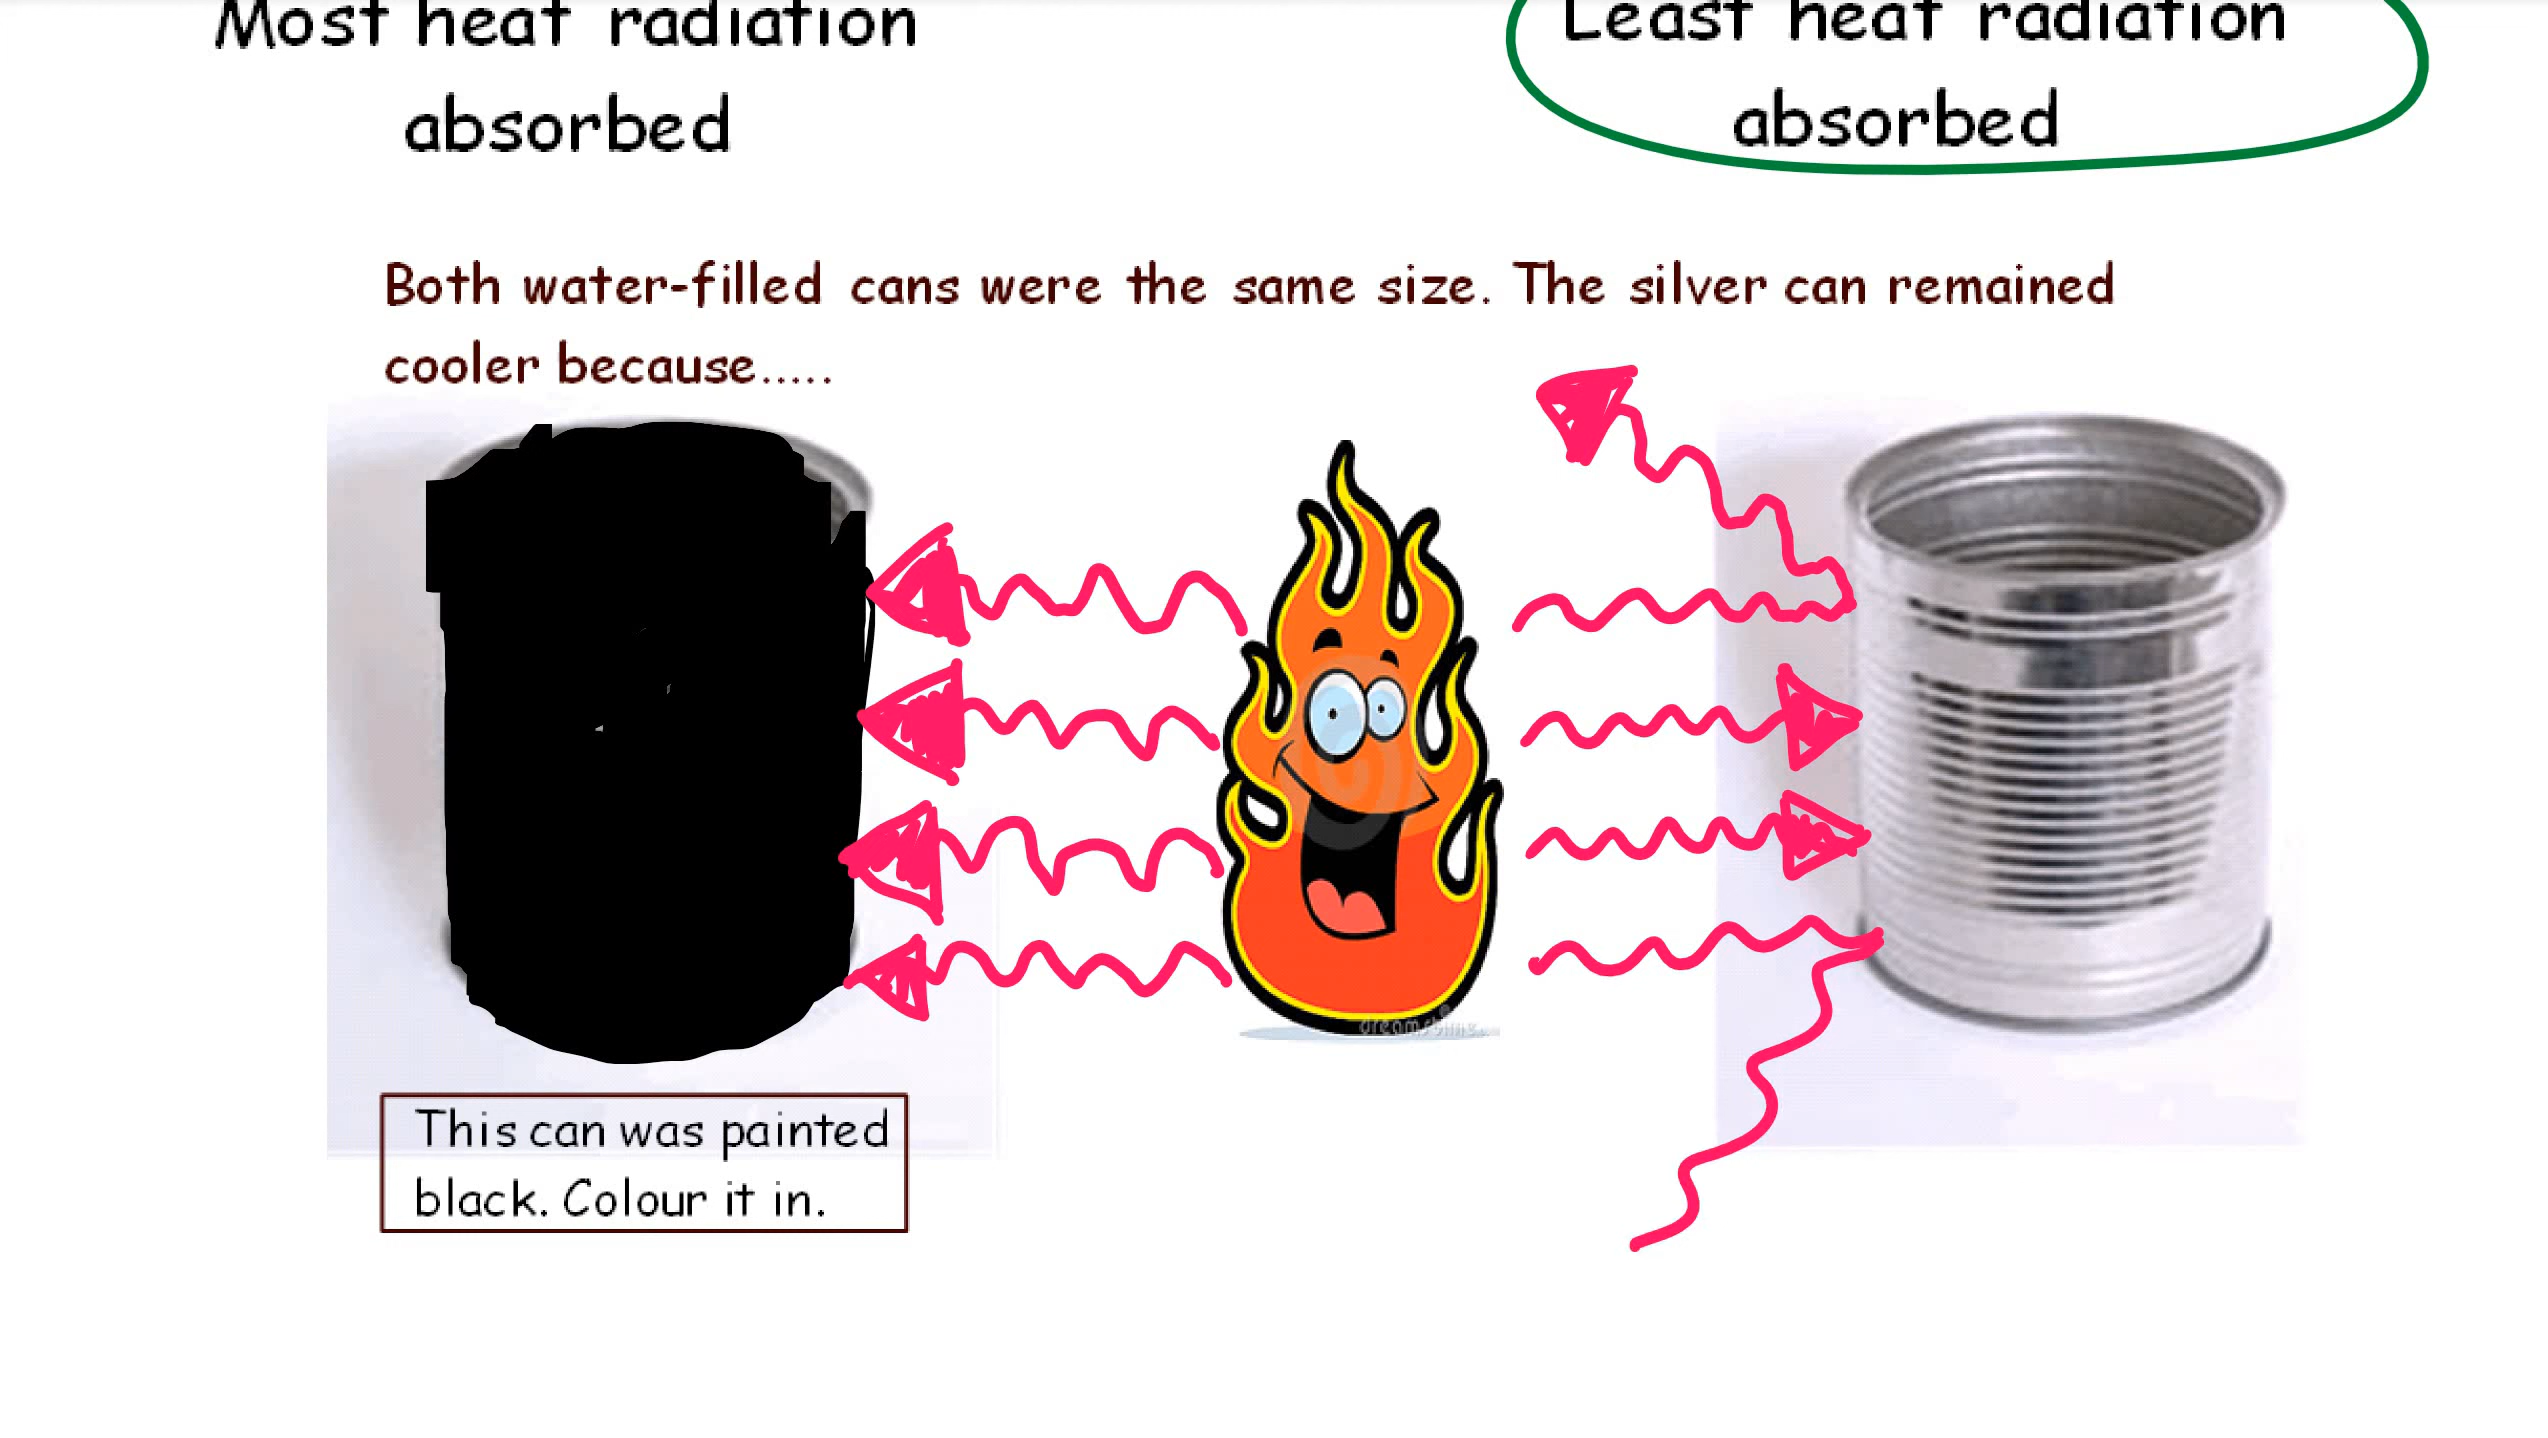 Most heat radiation
absorbed
Least heat radiation
absorbed
Both water-filled cans were the same size. The silver can remained
cooler because.....
This can was painted
black. Colour it in.